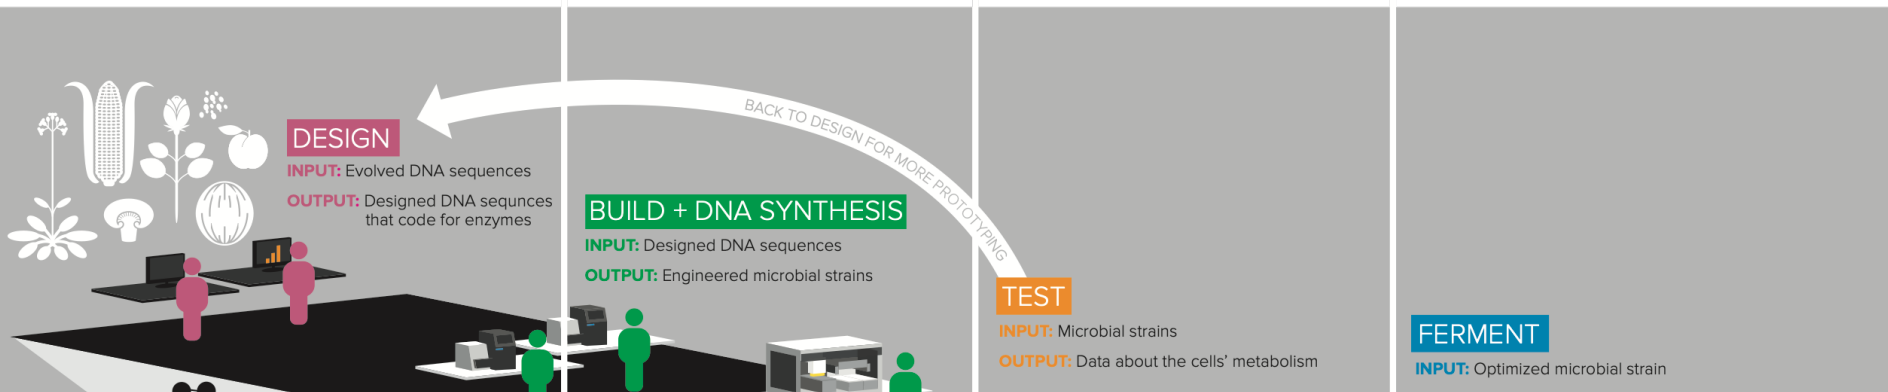 DESIGN
INPUT: Evolved DNA sequences
OUTPUT: Designed DNA sequnces
that code for enzymes
BACK TO DESIGN FOR MORE PROTOTYPING
BUILD + DNA SYNTHESIS
INPUT: Designed DNA sequences
OUTPUT: Engineered microbial strains
TEST
INPUT: Microbial strains
OUTPUT: Data about the cells’ metabolism
FERMENT
INPUT: Optimized microbial strain